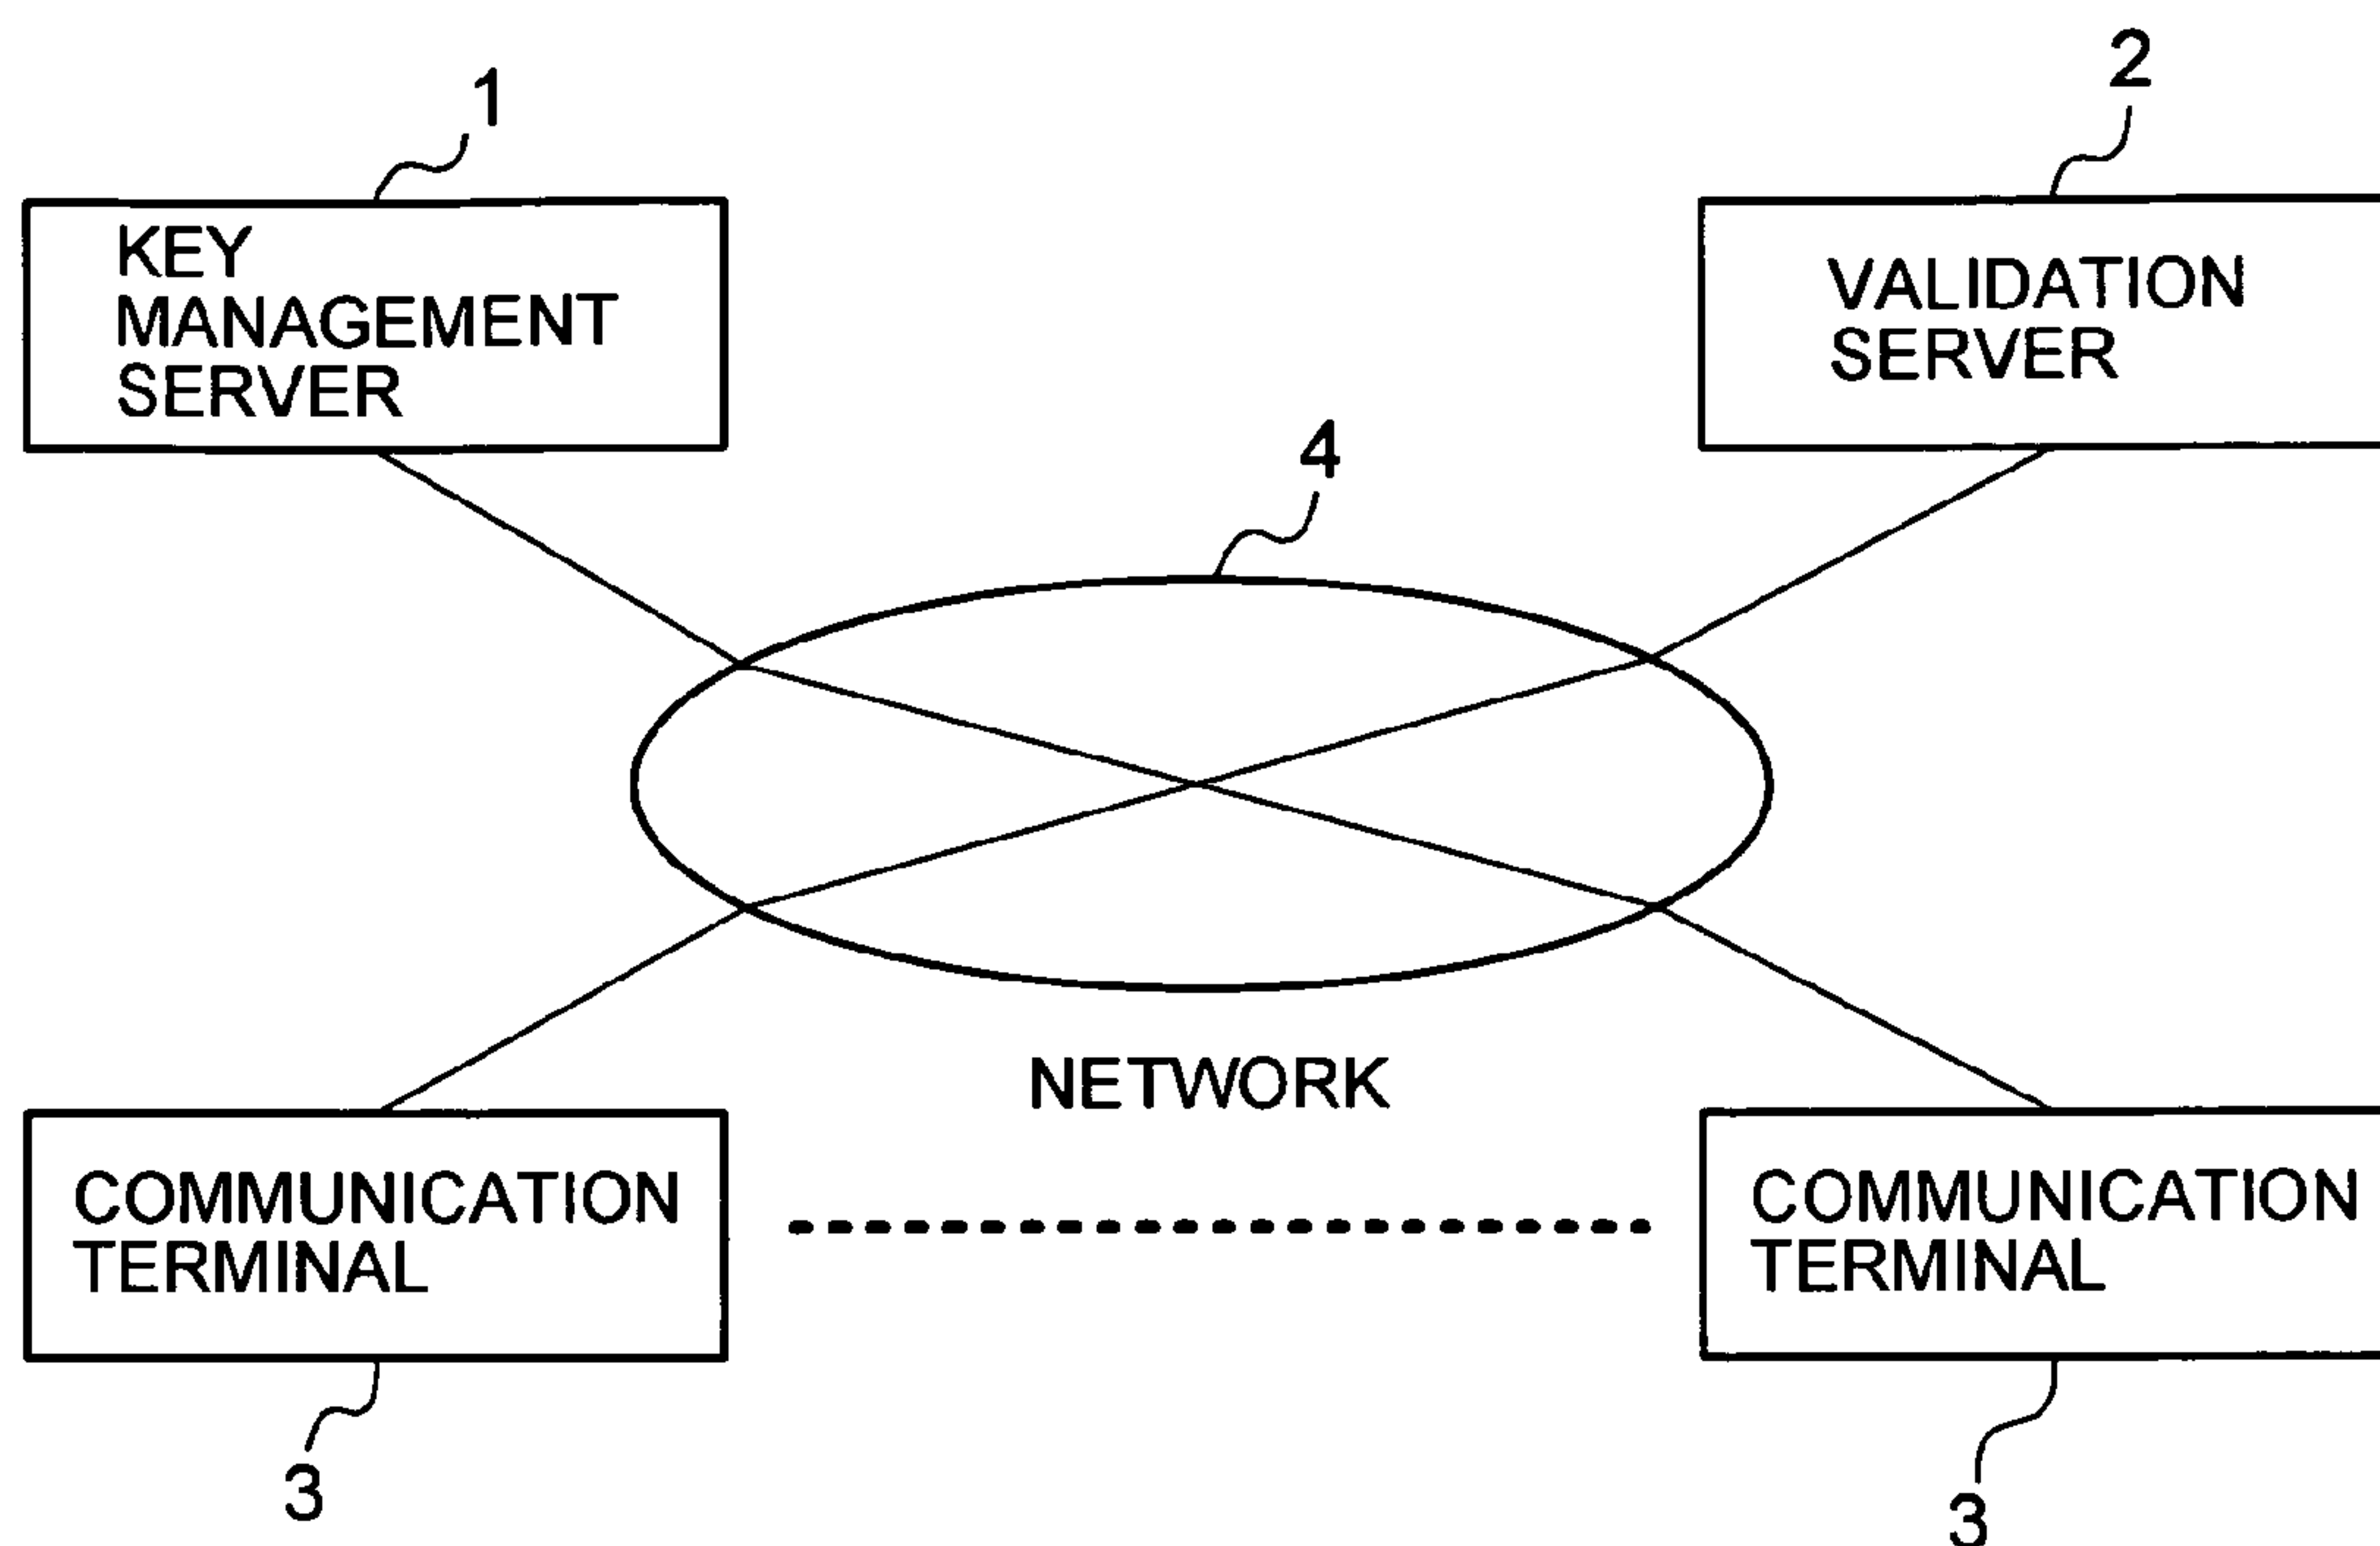 1
2
KEY
MANAGEMENT
SERVER
VALIDATION
SERVER
4
NETWORK
COMMUNICATION
TERMINAL
COMMUNICATION
TERMINAL
3
3